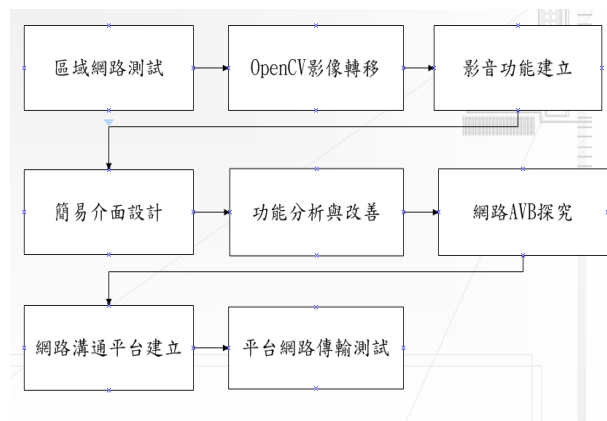 區域網路測試
OpenCV影像轉移
影音功能建立
簡易介面設計
功能分析與改善
網路AVB探究
網路溝通平台建立
平台網路傳輸測試